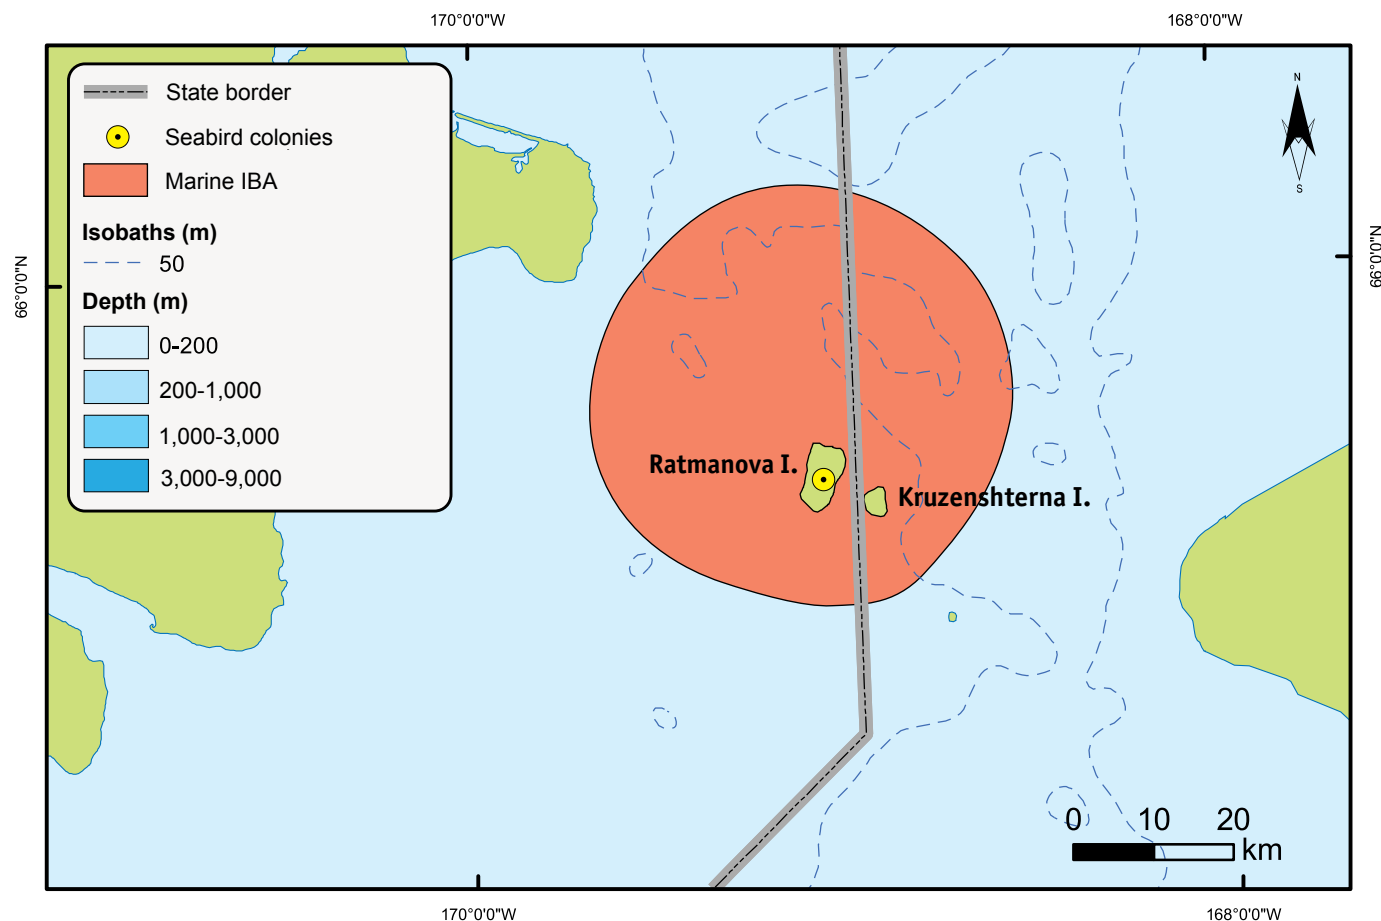 170°0'0"W
168°0'0"W
State border
Seabird colonies
Marine IBA
Isobaths (m)
50
Depth (m)
0-200
200-1,000
1,000-3,000
3,000-9,000
N
S
66°0'0"N
66°0'0"N
Ratmanova I.
Kruzenshterna I.
0 10 20
km
170°0'0"W
168°0'0"W